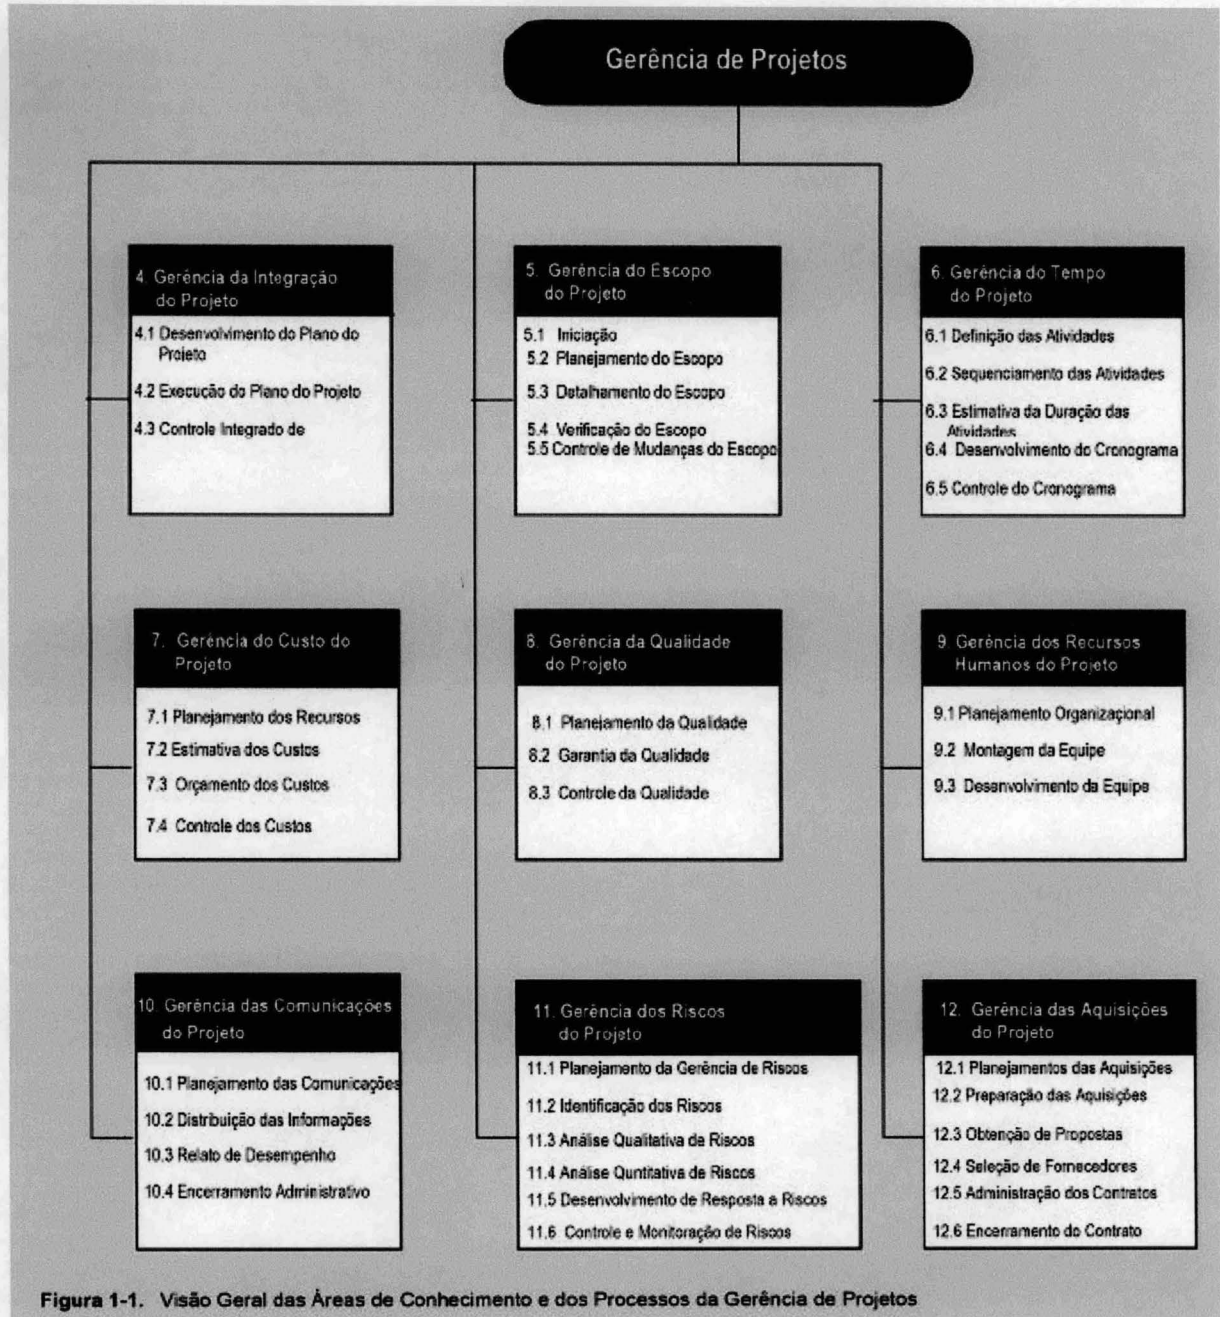 Gerência de Projetos
4. Gerência da Integração
do Projeto
4.1 Desenvolvimento do Plano do
Projeto
4.2 Execução do Plano do Projeto
4.3 Controle Integrado de
5. Gerência do Escopo
do Projeto
5.1 Iniciação
5.2 Planejamento do Escopo
5.3 Detalhamento do Escopo
5.4 Verificação do Escopo
5.5 Controle de Mudanças do Escopo
6. Gerência do Tempo
do Projeto
6.1 Definição das Atividades
6.2 Sequenciamento das Atividades
6.3 Estimativa da Duração das
Atividades
6.4 Desenvolvimento do Cronograma
6.5 Controle do Cronograma
7. Gerência do Custo do
Projeto
7.1 Planejamento dos Recursos
7.2 Estimativa dos Custos
7.3 Orçamento dos Custos
7.4 Controle dos Custos
8. Gerência da Qualidade
do Projeto
8.1 Planejamento da Qualidade
8.2 Garantia da Qualidade
8.3 Controle da Qualidade
9. Gerência dos Recursos
Humanos do Projeto
9.1 Planejamento Organizacional
9.2 Montagem da Equipe
9.3 Desenvolvimento da Equipe
10. Gerência das Comunicações
do Projeto
10.1 Planejamento das Comunicações
10.2 Distribuição das Informações
10.3 Relato de Desempenho
10.4 Encerramento Administrativo
11. Gerência dos Riscos
do Projeto
11.1 Planejamento da Gerência de Riscos
11.2 Identificação dos Riscos
11.3 Análise Qualitativa de Riscos
11.4 Análise Quntitativa de Riscos
11.5 Desenvolvimento de Resposta a Riscos
11.6 Controle e Monitoração de Riscos
12. Gerência das Aquisições
do Projeto
12.1 Planejamentos das Aquisições
12.2 Preparação das Aquisições
12.3 Obtenção de Propostas
12.4 Seleção de Fornecedores
12.5 Administração dos Contratos
12.6 Encerramento do Contrato
Figura 1-1. Visão Geral das Áreas de Conhecimento e dos Processos da Gerência de Projetos